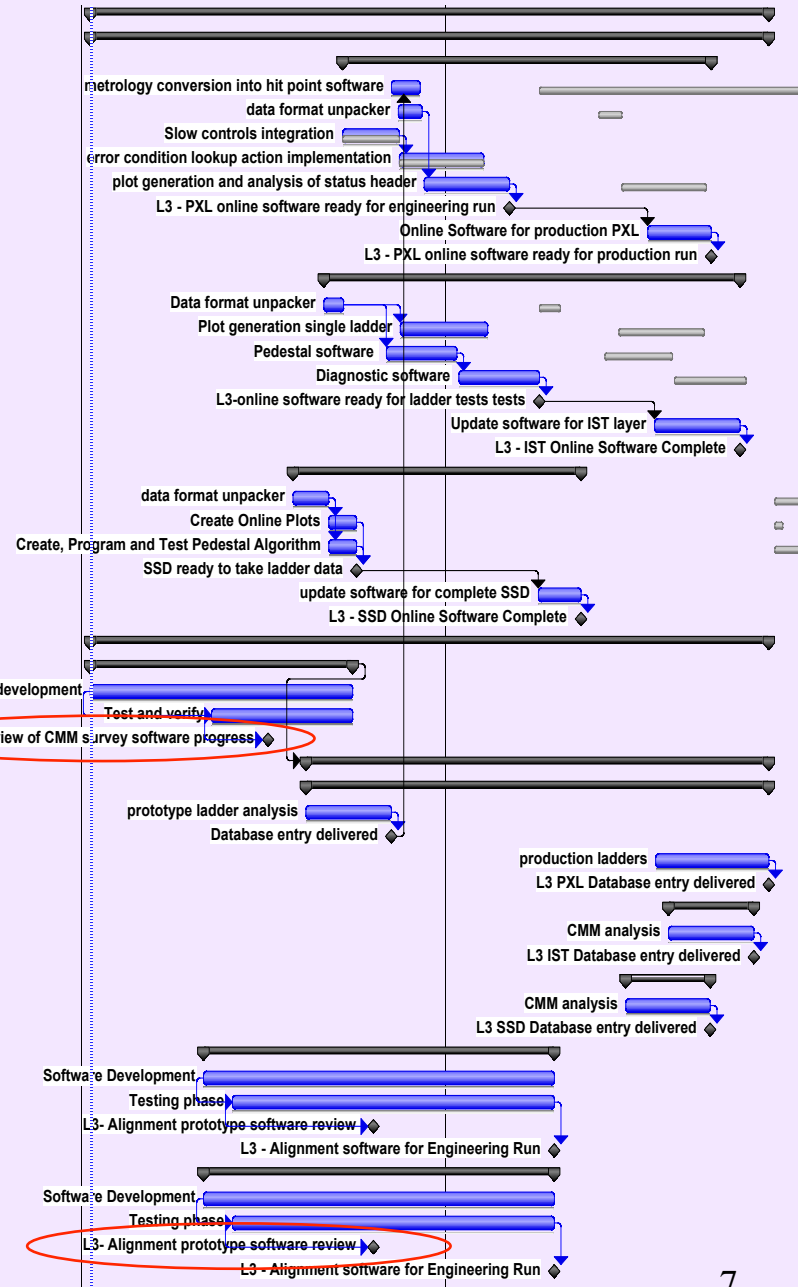 metrology conversion into hit point software
data format unpacker
Slow controls integration
error condition lookup action implementation
plot generation and analysis of status header
L3 - PXL online software ready for engineering run
Online Software for production PXL
L3 - PXL online software ready for production run
Data format unpacker
Plot generation single ladder
Pedestal software
Diagnostic software
L3-online software ready for ladder tests tests
Update software for IST layer
L3 - IST Online Software Complete
data format unpacker
Create Online Plots
Create, Program and Test Pedestal Algorithm
SSD ready to take ladder data
update software for complete SSD
L3 - SSD Online Software Complete
development
Test and verify
iew of CMM survey software progress
prototype ladder analysis
Database entry delivered
production ladders
L3 PXL Database entry delivered
CMM analysis
L3 IST Database entry delivered
CMM analysis
L3 SSD Database entry delivered
Software Development
Testing phase
L3- Alignment prototype software review
L3 - Alignment software for Engineering Run
Software Development
Testing phase
L3- Alignment prototype software review
L3 - Alignment software for Engineering Run
7